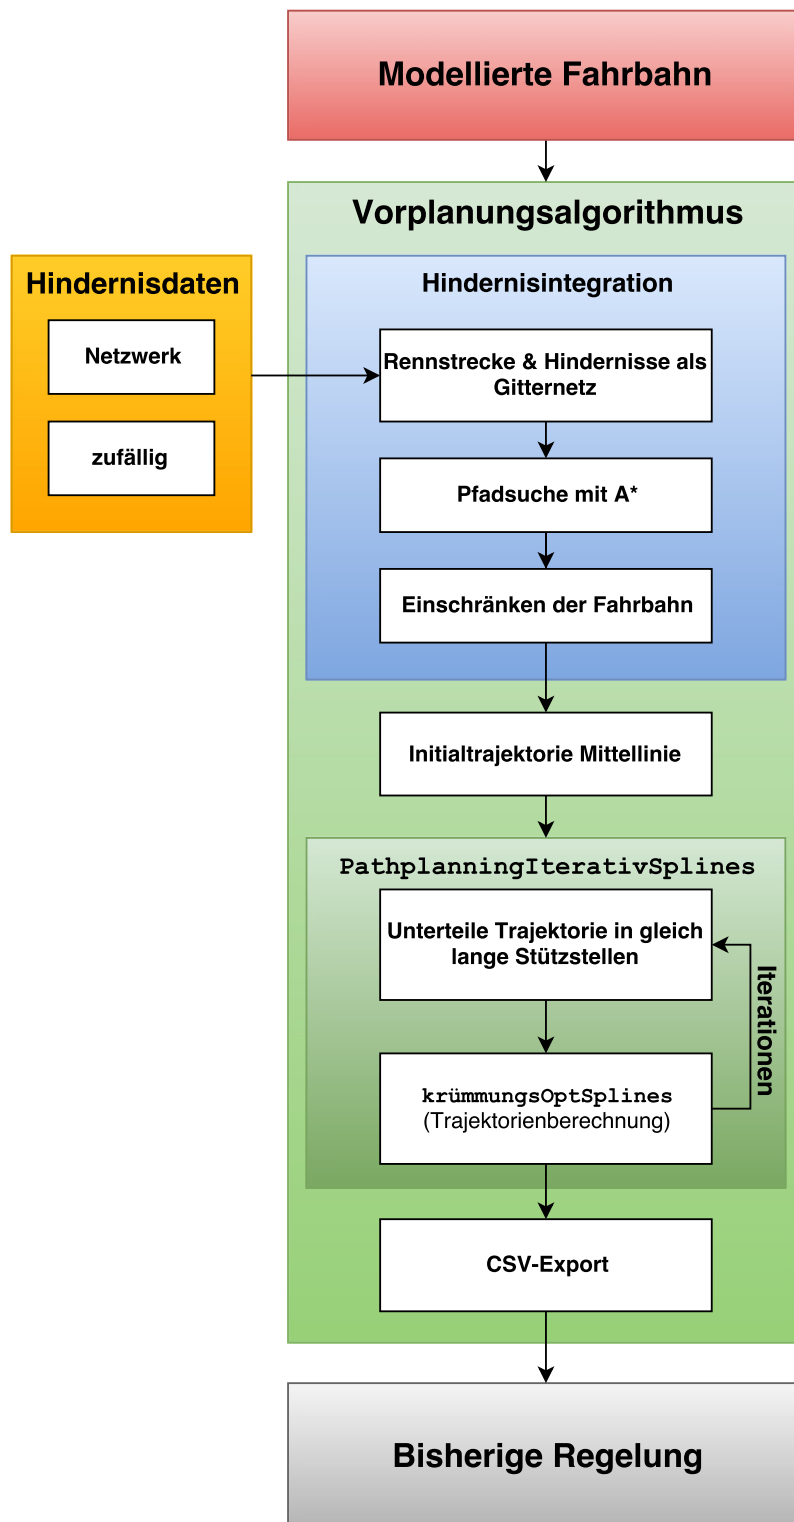 Modellierte Fahrbahn
Vorplanungsalgorithmus
Hindernisdaten
Netzwerk
zufällig
Hindernisintegration
Rennstrecke & Hindernisse als
Gitternetz
Pfadsuche mit A*
Einschränken der Fahrbahn
Initialtrajektorie Mittellinie
PathplanningIterativSplines
Unterteile Trajektorie in gleich
lange Stützstellen
Iterationen
krümmungsOptSplines
(Trajektorienberechnung)
CSV-Export
Bisherige Regelung